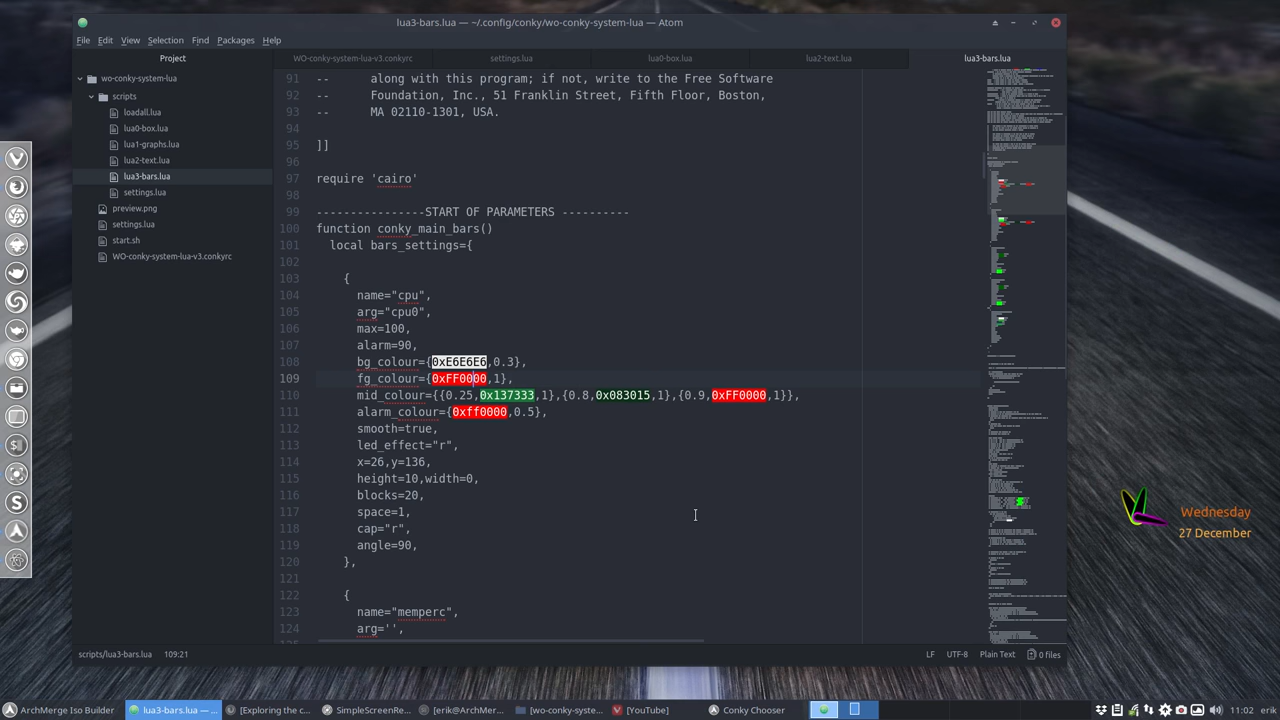 lua3-bars.lua — ~/.config/conky/wo-conky-system-lua — Atom
File Edit View Selection Find Packages Help
Project
WO-conky-system-lua-v3.conkyrc
settings.lua
lua0-box.lua
lua2-text.lua
lua3-bars.lua
wo-conky-system-lua
scripts
loadall.lua
lua0-box.lua
lua1-graphs.lua
lua2-text.lua
lua3-bars.lua
settings.lua
preview.png
settings.lua
start.sh
WO-conky-system-lua-v3.conkyrc
91 -- along with this program; if not, write to the Free Software
92 -- Foundation, Inc., 51 Franklin Street, Fifth Floor, Boston,
93 -- MA 02110-1301, USA.
94
95 ]]
96
97 require 'cairo'
98
99 ----------------START OF PARAMETERS ----------
100 function conky_main_bars()
101 local bars_settings={
102
103 {
104 name="cpu",
105 arg="cpu0",
106 max=100,
107 alarm=90,
108 bg_colour={0xE6E6E6,0.3},
109 fg_colour={0xFF0000,1},
110 mid_colour={{0.25,0x137333,1},{0.8,0x083015,1},{0.9,0xFF0000,1}},
111 alarm_colour={0xff0000,0.5},
112 smooth=true,
113 led_effect="r",
114 x=26,y=136,
115 height=10,width=0,
116 blocks=20,
117 space=1,
118 cap="r",
119 angle=90,
120 },
121
122 {
123 name="memperc",
124 arg='',
scripts/lua3-bars.lua 109:21
LF UTF-8 Plain Text 0 files
Wednesday
27 December
ArchMerge Iso Builder
lua3-bars.lua — ...
[Exploring the c...
SimpleScreenRe...
[erik@ArchMer...
[wo-conky-syste...
[YouTube]
Conky Chooser
11:02 erik